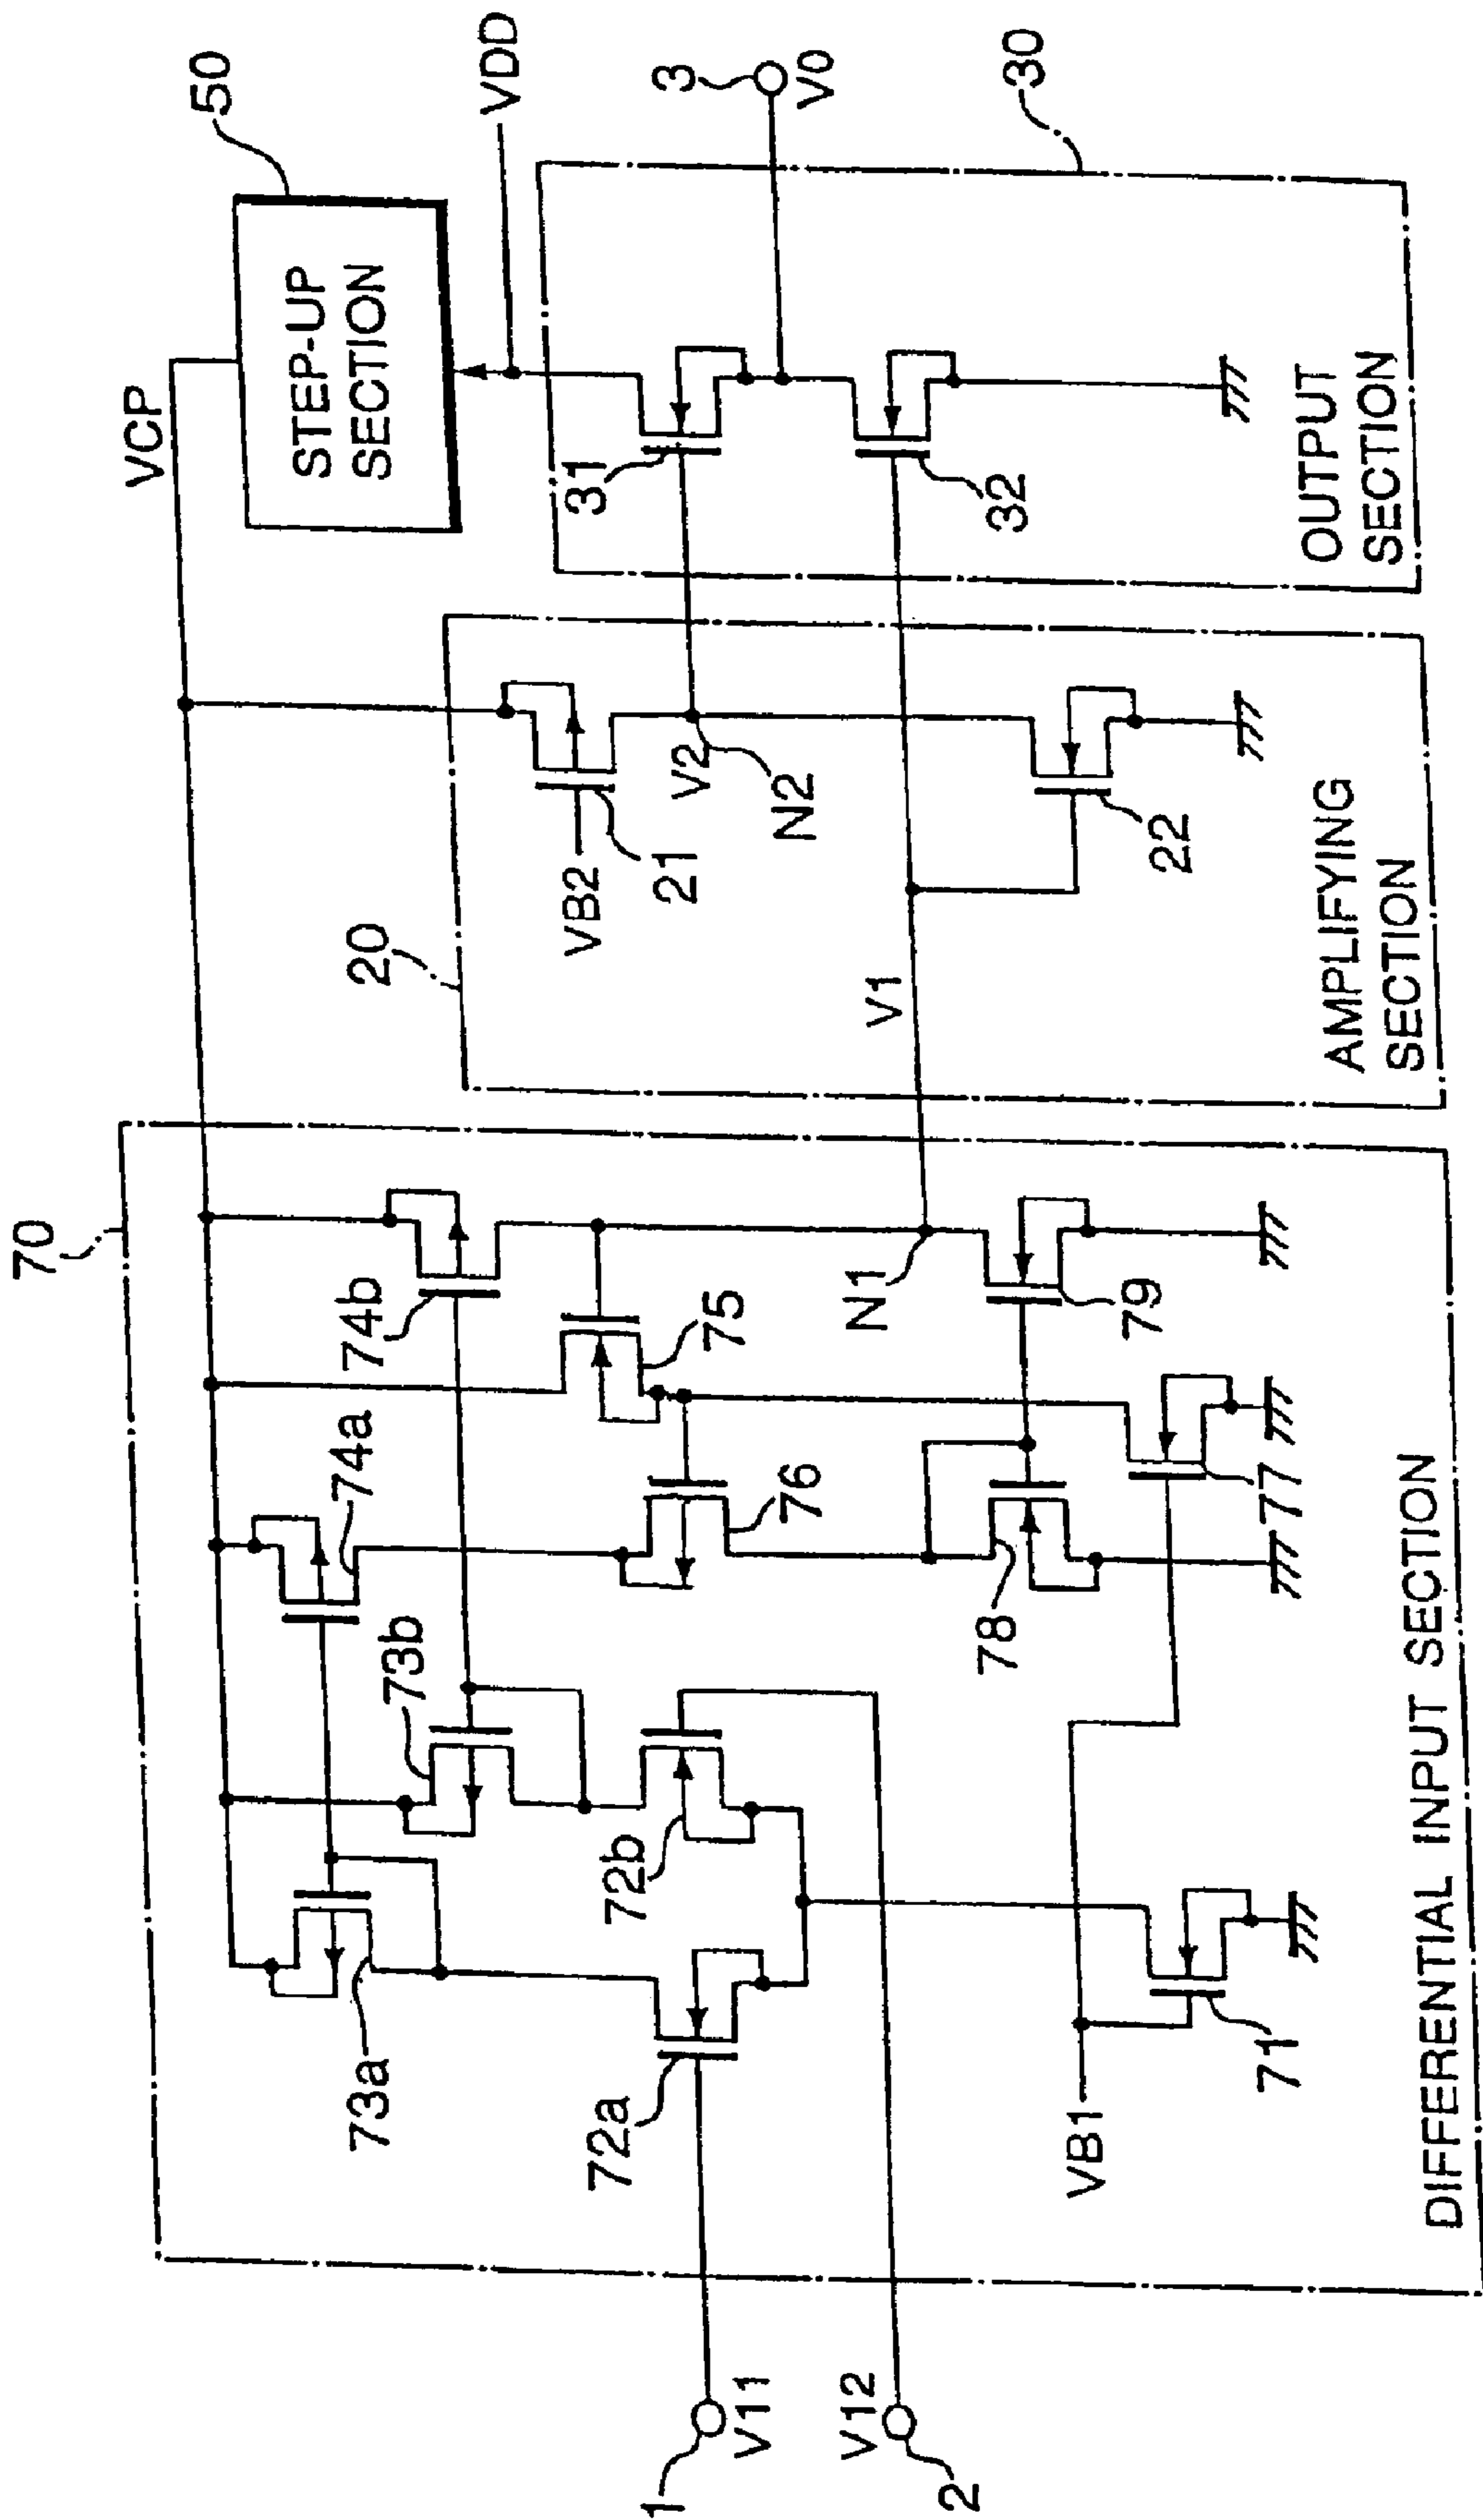 70
VCP
50
STEP-UP
SECTION
VDD
73a
73b
74a
74b
20
VB2
21
V2
N2
31
3
V0
1
V11
72a
72b
76
75
N1
V1
22
32
30
V12
2
VB1
71
78
77
79
DIFFERENTIAL INPUT SECTION
AMPLIFYING
SECTION
OUTPUT
SECTION